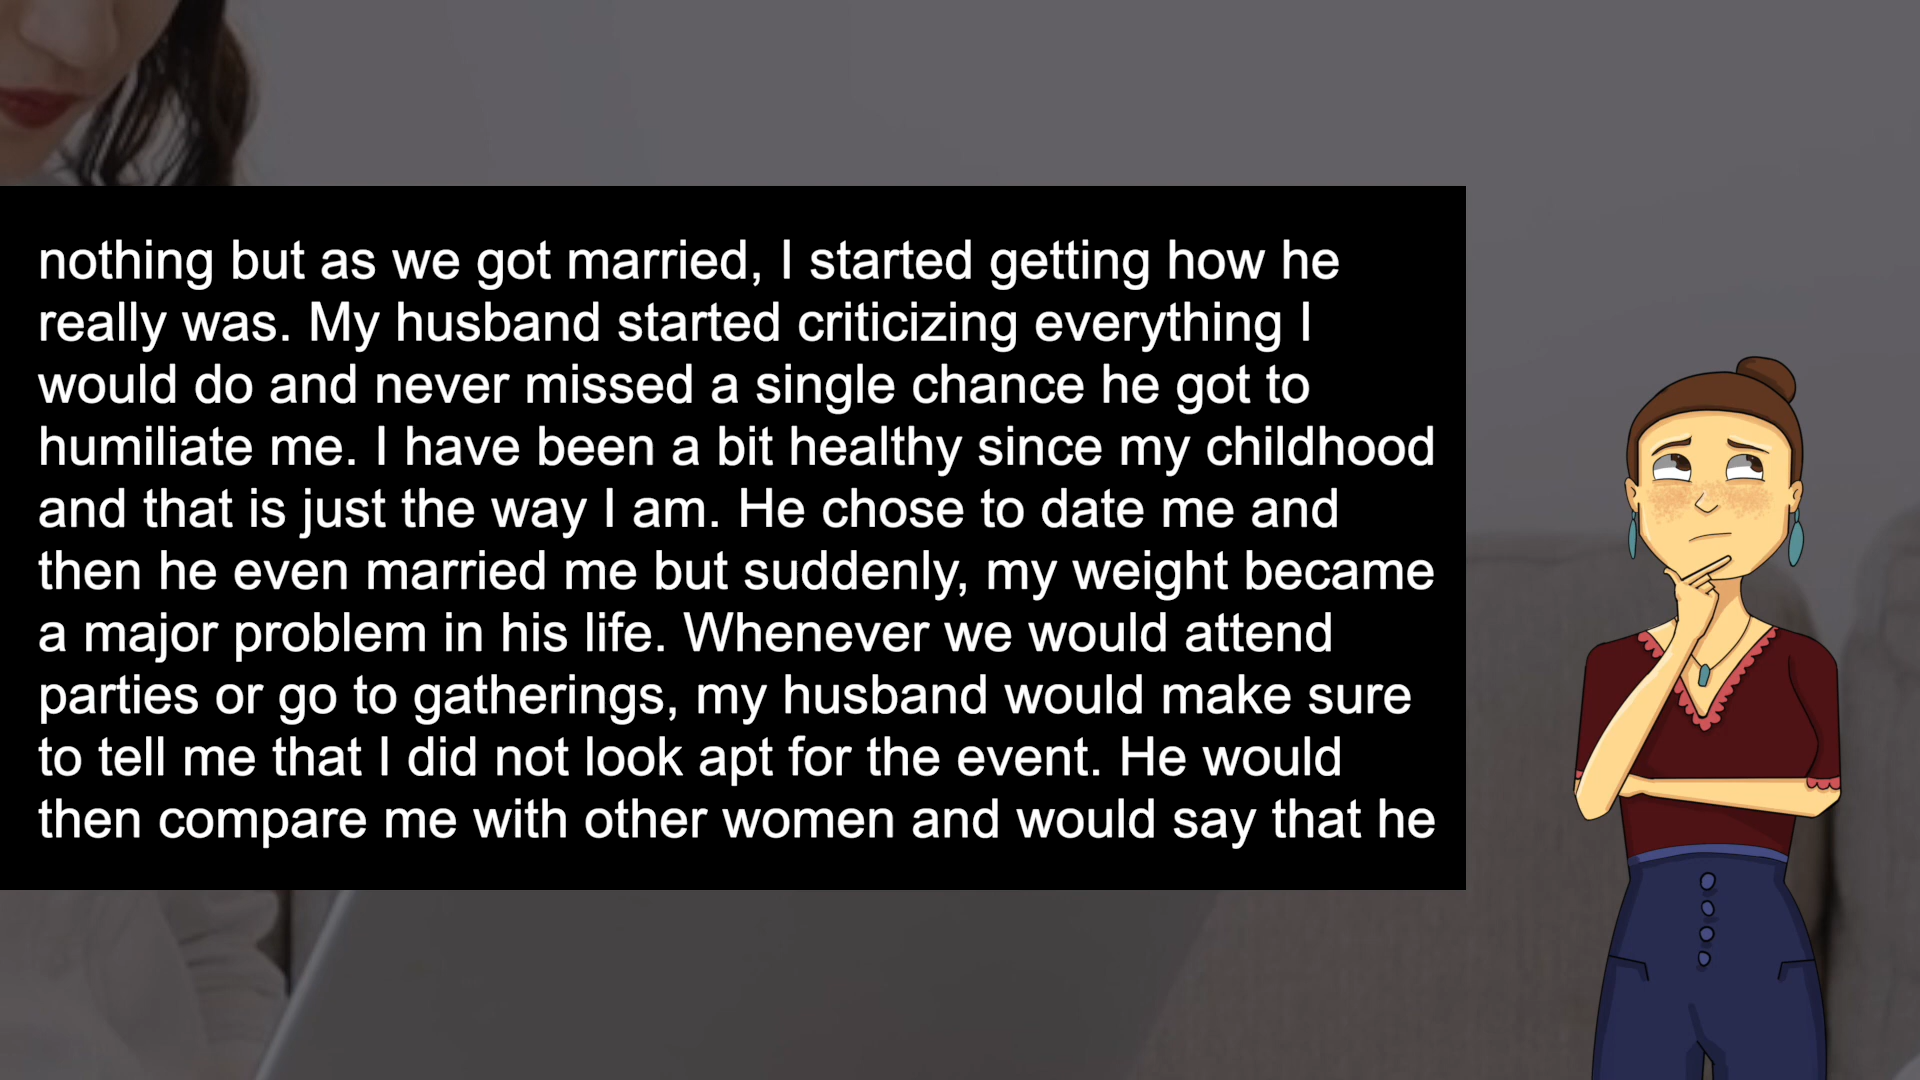 nothing but as we got married, I started getting how he
really was. My husband started criticizing everything I
would do and never missed a single chance he got to
humiliate me. I have been a bit healthy since my childhood
and that is just the way I am. He chose to date me and
then he even married me but suddenly, my weight became
a major problem in his life. Whenever we would attend
parties or go to gatherings, my husband would make sure
to tell me that I did not look apt for the event. He would
then compare me with other women and would say that he